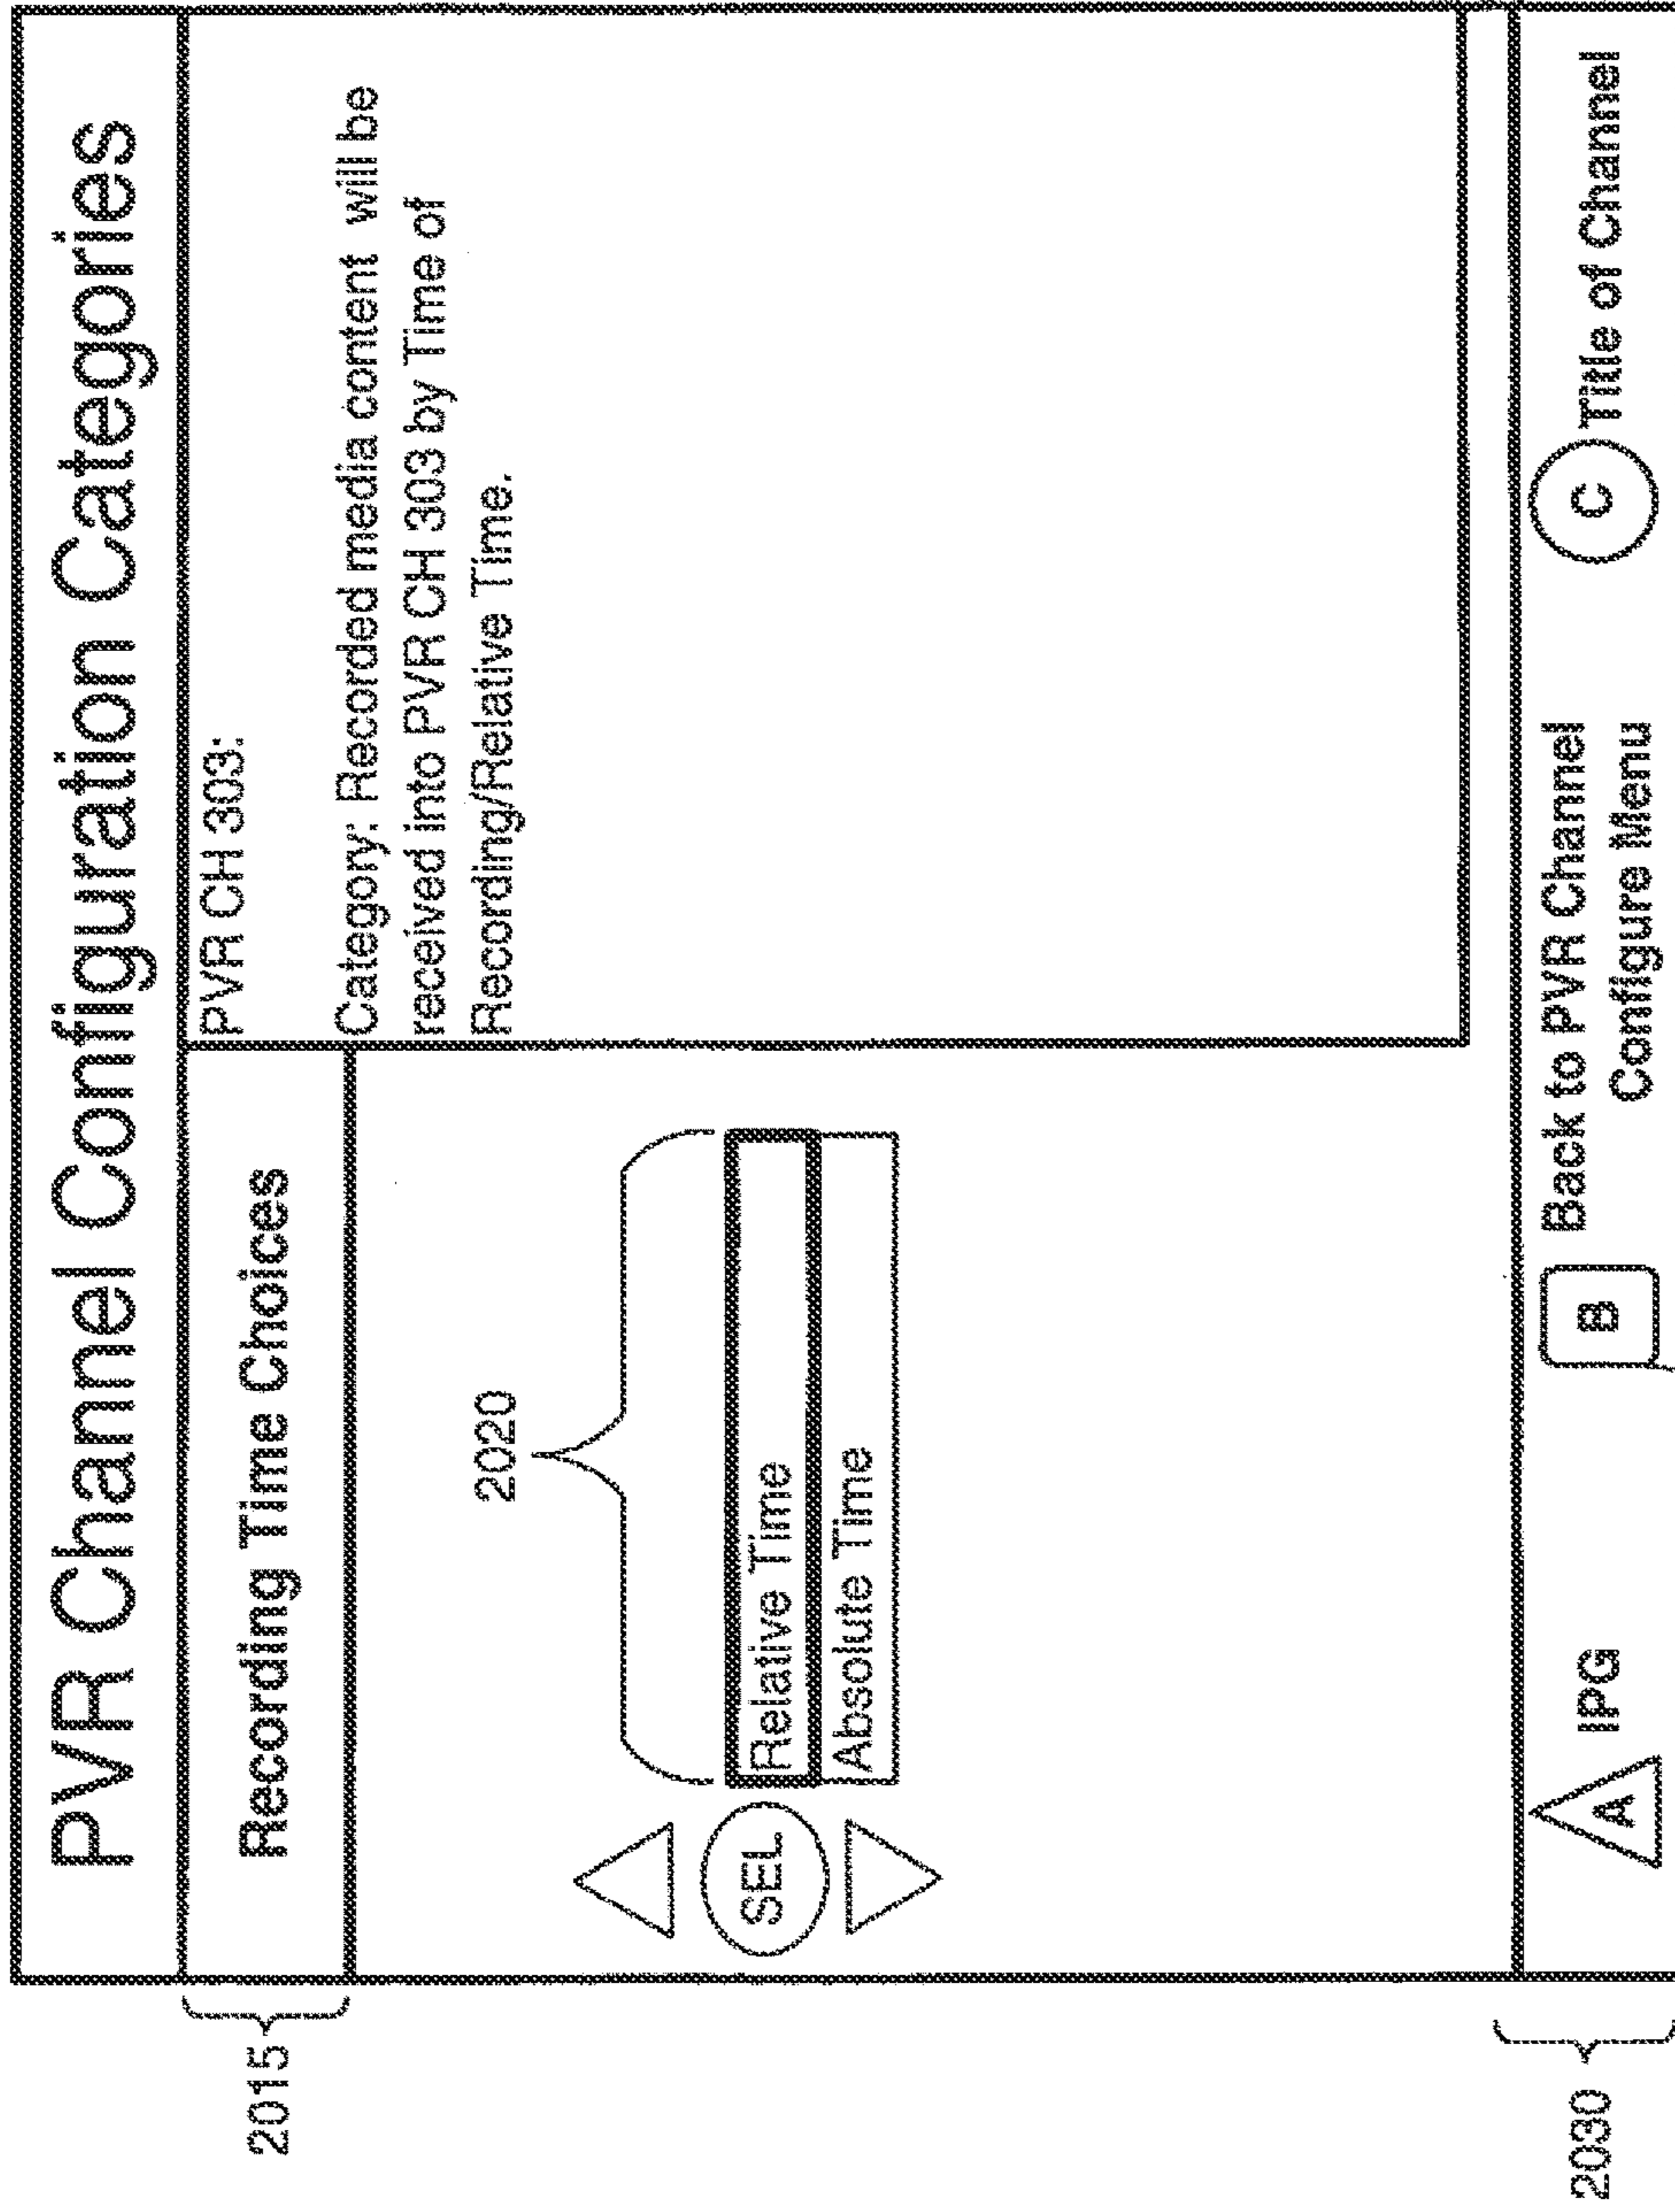 PVR Channel Configuration Categories
2015
Recording Time Choices
PVR CH 303:
Category: Recorded media content will be
received into PVR CH 303 by Time of
Recording/Relative Time.
2020
SEL
Relative Time
Absolute Time
2030
A IPG
B Back to PVR Channel
Configure Menu
C Title of Channel